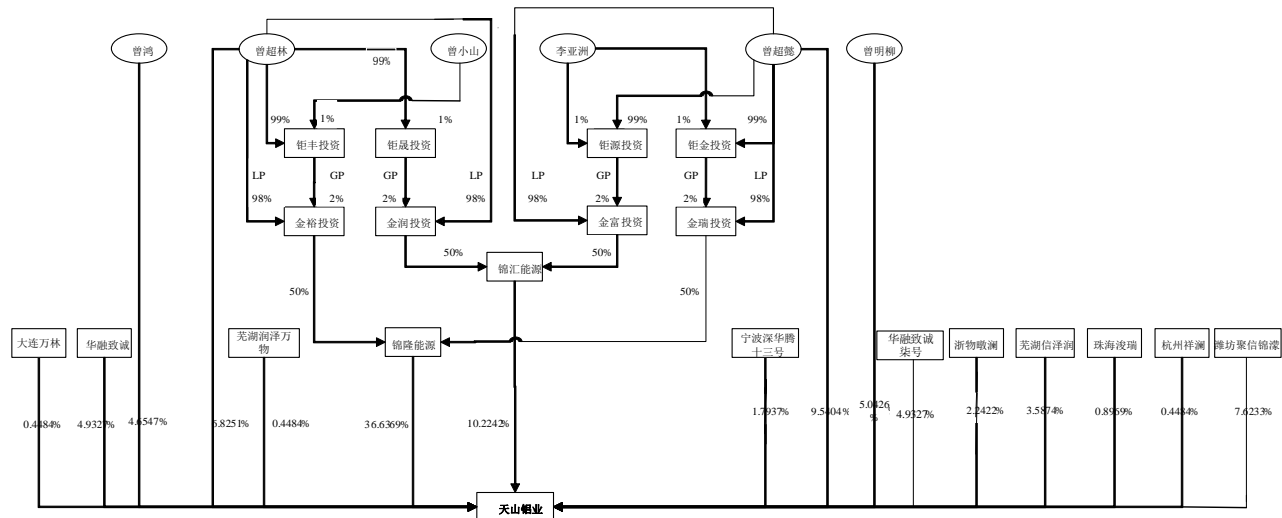 曾鸿
曾超林
曾小山
李亚洲
曾超懿
曾明柳
99%
99%
1%
1%
1%
99%
1%
99%
钜丰投资
钜晟投资
钜源投资
钜金投资
LP
GP
GP
LP
LP
GP
GP
LP
98%
2%
2%
98%
98%
2%
2%
98%
金裕投资
金润投资
金富投资
金瑞投资
50%
50%
锦汇能源
50%
50%
大连万林
华融致诚
芜湖润泽万
物
锦隆能源
宁波深华腾
十三号
华融致诚
柒号
浙物暾澜
芜湖信泽润
珠海浚瑞
杭州祥澜
潍坊聚信锦濛
0.4484%
4.9327%
4.6547%
6.8251%
0.4484%
36.6369%
10.2242%
1.7937%
9.5404%
5.0426
%
4.9327%
2.2422%
3.5874%
0.8969%
0.4484%
7.6233%
天山铝业